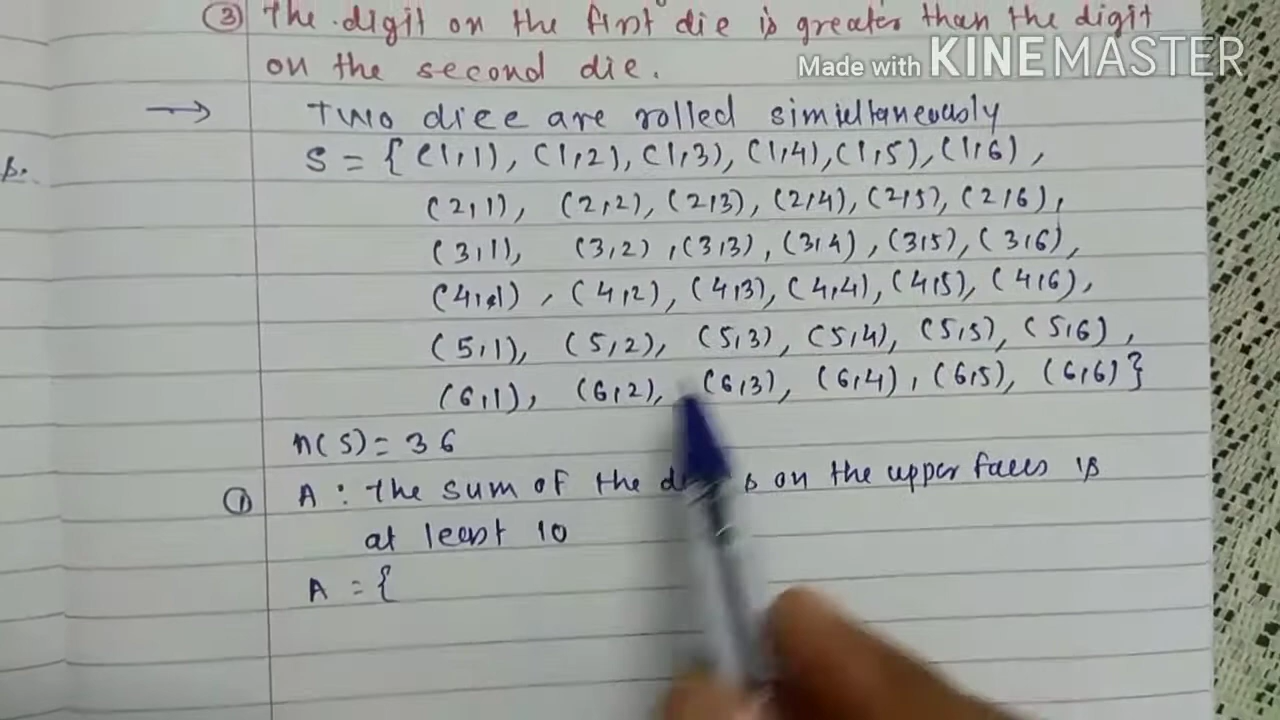 ③ The digit on the first die is greater than the digit
on the second die.
Made with KINEMASTER
→ Two dice are rolled simultaneously
S = { (1,1), (1,2), (1,3), (1,4), (1,5), (1,6),
(2,1), (2,2), (2,3), (2,4), (2,5), (2,6),
(3,1), (3,2), (3,3), (3,4), (3,5), (3,6),
(4,1), (4,2), (4,3), (4,4), (4,5), (4,6),
(5,1), (5,2), (5,3), (5,4), (5,5), (5,6),
(6,1), (6,2), (6,3), (6,4), (6,5), (6,6) }
n(S) = 36
① A : the sum of the on the upper faces is
at least 10
A = {